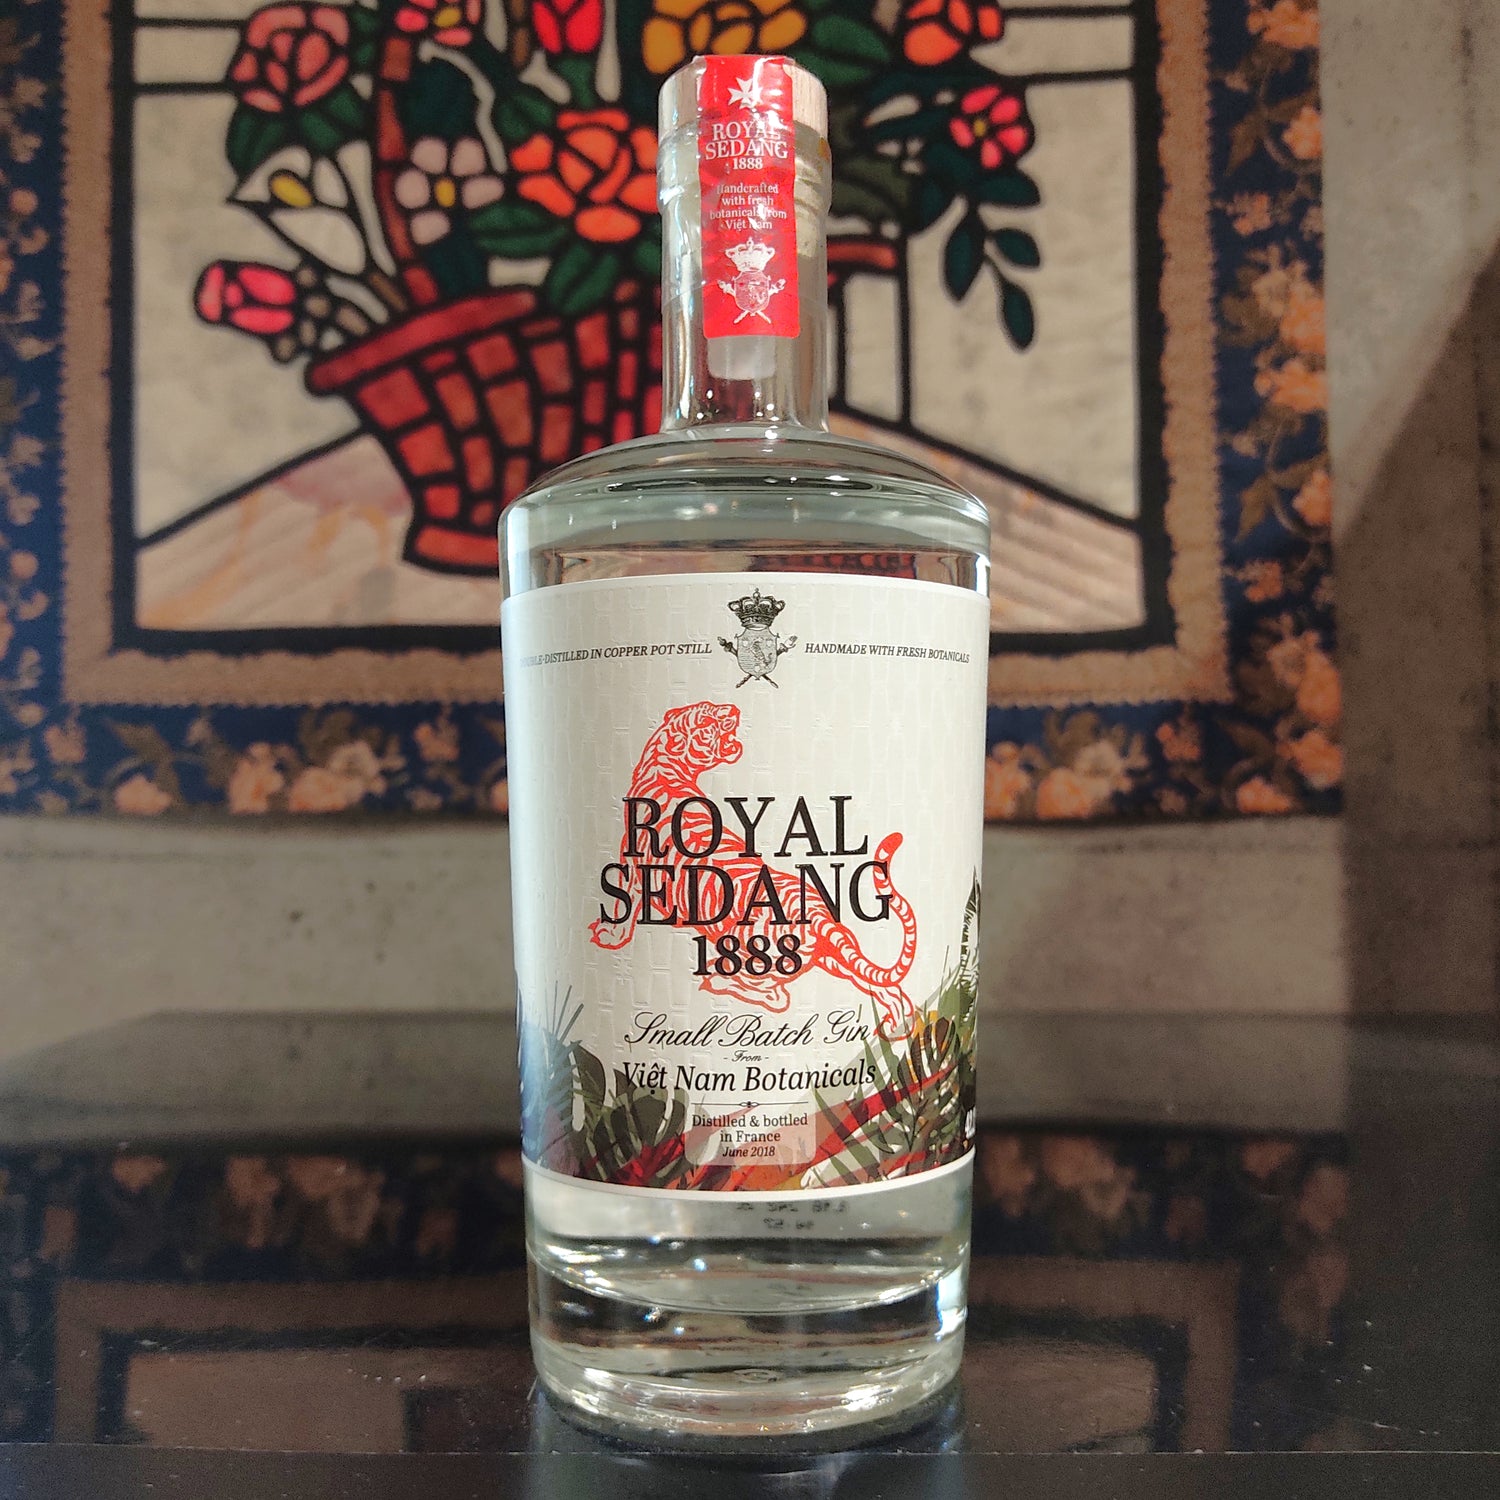 ROYAL
SEDANG
1888
Handcrafted
with fresh
botanicals from
Việt Nam
DOUBLE-DISTILLED IN COPPER POT STILL
HANDMADE WITH FRESH BOTANICALS
ROYAL
SEDANG
1888
Small Batch Gin
- From -
Việt Nam Botanicals
Distilled & bottled
in France
June 2018